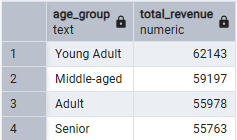 age_group total_revenue
text numeric
1 Young Adult 62143
2 Middle-aged 59197
3 Adult 55978
4 Senior 55763